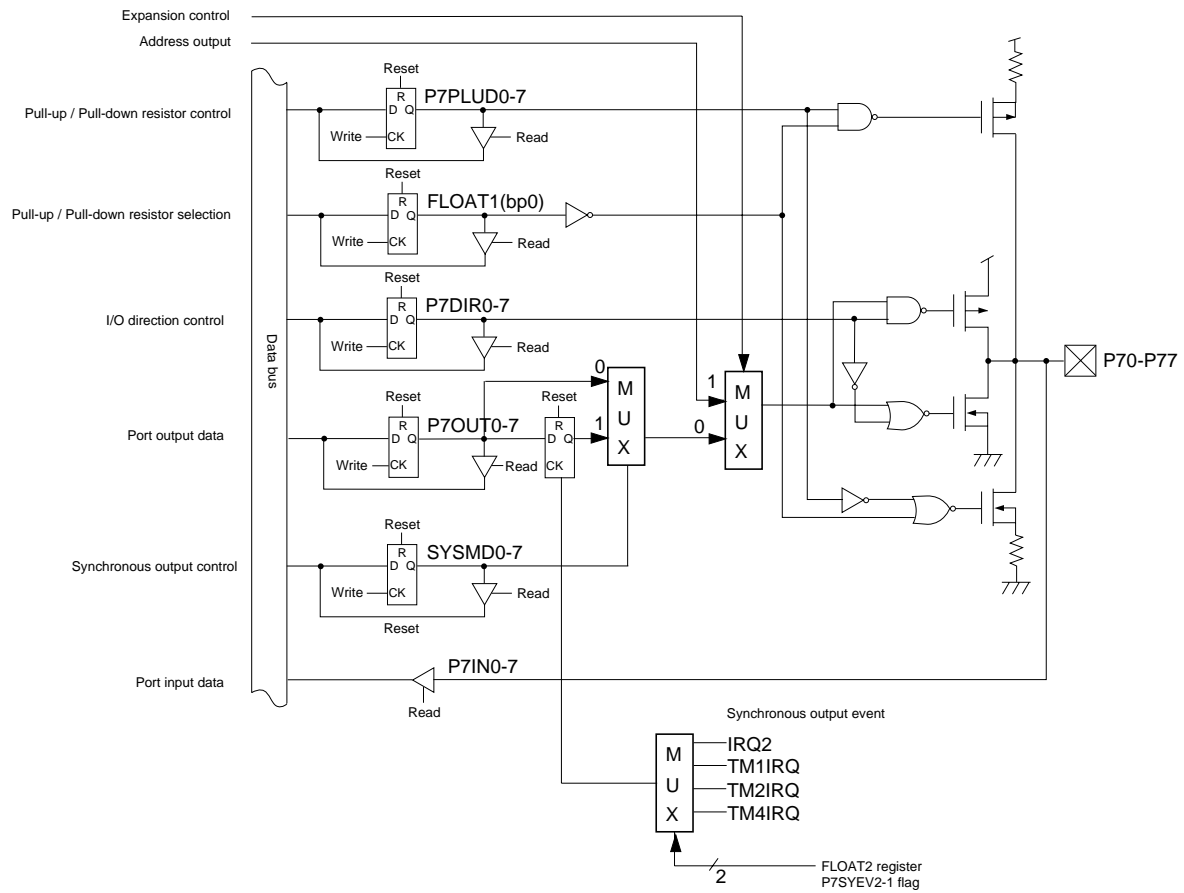 Expansion control
Address output
Reset
Pull-up / Pull-down resistor control
R
D Q
CK
P7PLUD0-7
Write
Read
Reset
Pull-up / Pull-down resistor selection
R
D Q
CK
FLOAT1(bp0)
Write
Read
Reset
I/O direction control
R
D Q
CK
P7DIR0-7
Write
Read
Data bus
P70-P77
0
M
U
X
1
1
M
U
X
0
Reset
Port output data
R
D Q
CK
P7OUT0-7
Write
Read
Reset
R
D Q
CK
Reset
Synchronous output control
R
D Q
CK
SYSMD0-7
Write
Read
Reset
Port input data
P7IN0-7
Read
Synchronous output event
M
U
X
IRQ2
TM1IRQ
TM2IRQ
TM4IRQ
2
FLOAT2 register
P7SYEV2-1 flag